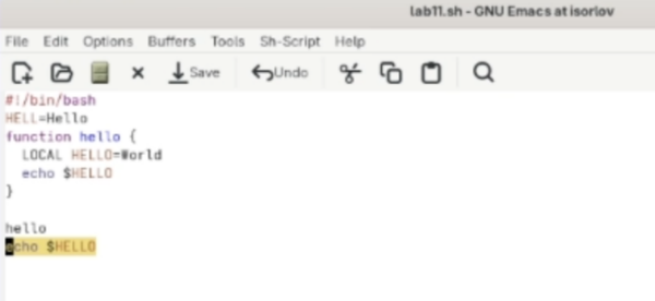 lab11.sh - GNU Emacs at isorlov
File Edit Options Buffers Tools Sh-Script Help
Save Undo
#!/bin/bash
HELL=Hello
function hello {
  LOCAL HELLO=World
  echo $HELLO
}
hello
echo $HELLO